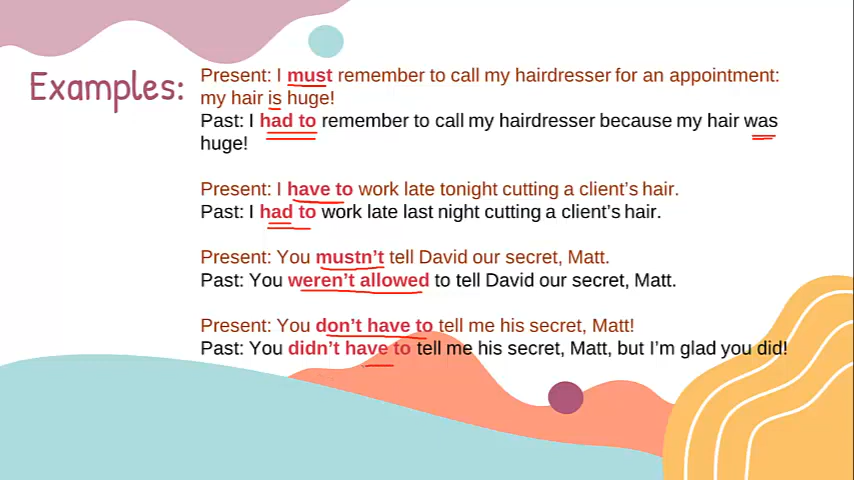 Examples:
Present: I must remember to call my hairdresser for an appointment:
my hair is huge!
Past: I had to remember to call my hairdresser because my hair was
huge!
Present: I have to work late tonight cutting a client's hair.
Past: I had to work late last night cutting a client's hair.
Present: You mustn't tell David our secret, Matt.
Past: You weren't allowed to tell David our secret, Matt.
Present: You don't have to tell me his secret, Matt!
Past: You didn't have to tell me his secret, Matt, but I'm glad you did!